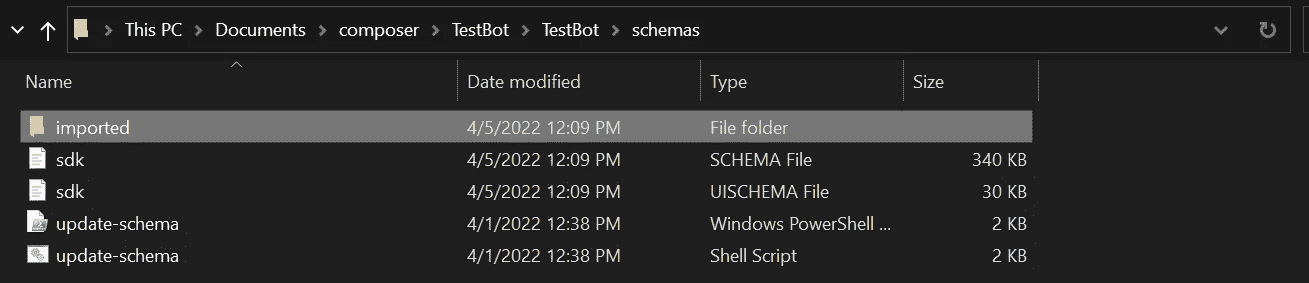 This PC Documents composer TestBot TestBot schemas
Name Date modified Type Size
imported 4/5/2022 12:09 PM File folder
sdk 4/5/2022 12:09 PM SCHEMA File 340 KB
sdk 4/5/2022 12:09 PM UISCHEMA File 30 KB
update-schema 4/1/2022 12:38 PM Windows PowerShell ... 2 KB
update-schema 4/1/2022 12:38 PM Shell Script 2 KB